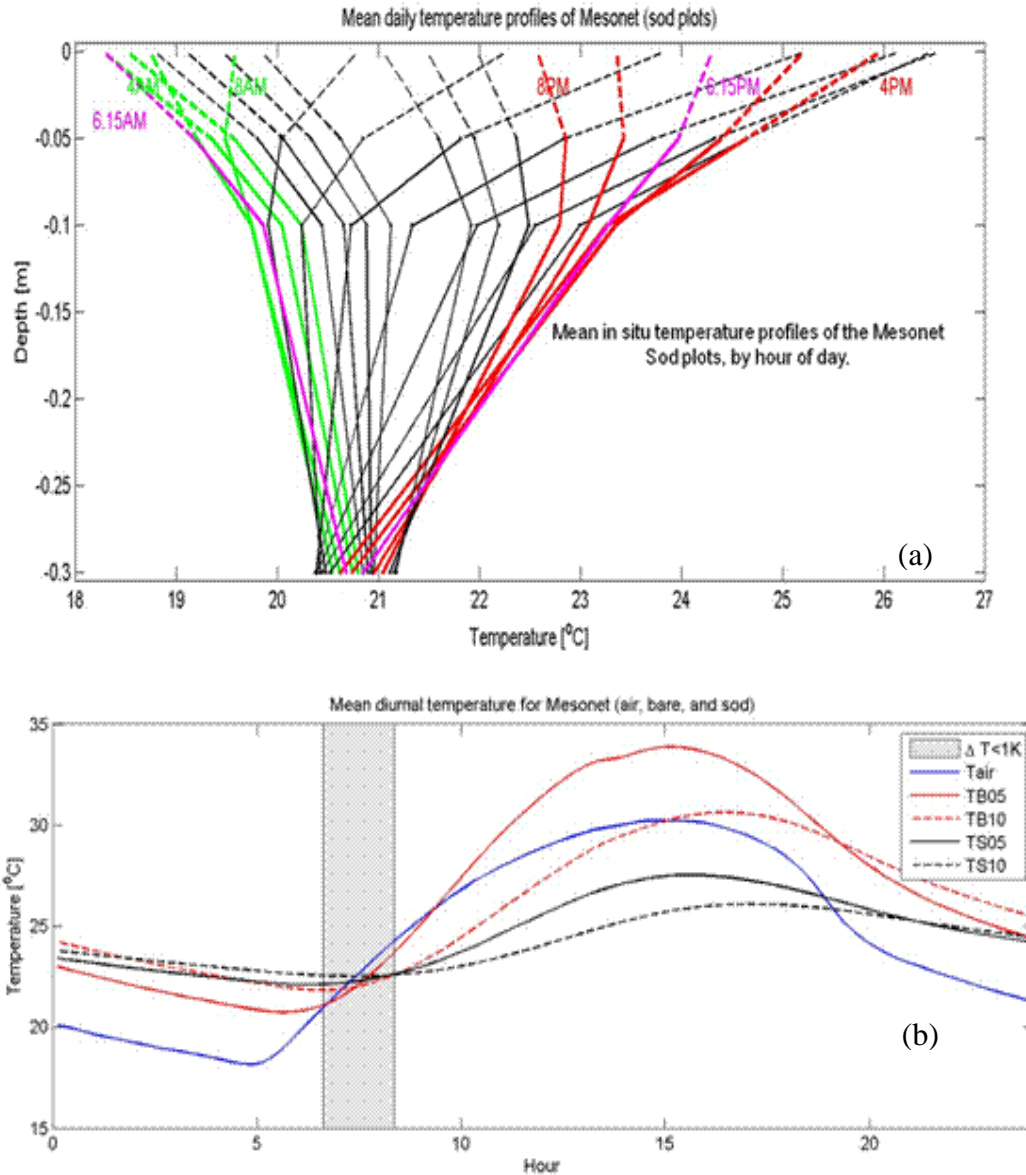 Mean daily temperature profiles of Mesonet (sod plots)
0
-0.05
-0.1
-0.15
-0.2
-0.25
-0.3
Depth [m]
4AM
8AM
6.15AM
8PM
6.15PM
4PM
Mean in situ temperature profiles of the Mesonet
Sod plots, by hour of day.
(a)
18 19 20 21 22 23 24 25 26 27
Temperature [°C]
Mean diurnal temperature for Mesonet (air, bare, and sod)
35
30
25
20
15
Temperature [°C]
Δ T<1K
Tair
TB05
TB10
TS05
TS10
(b)
0 5 10 15 20
Hour